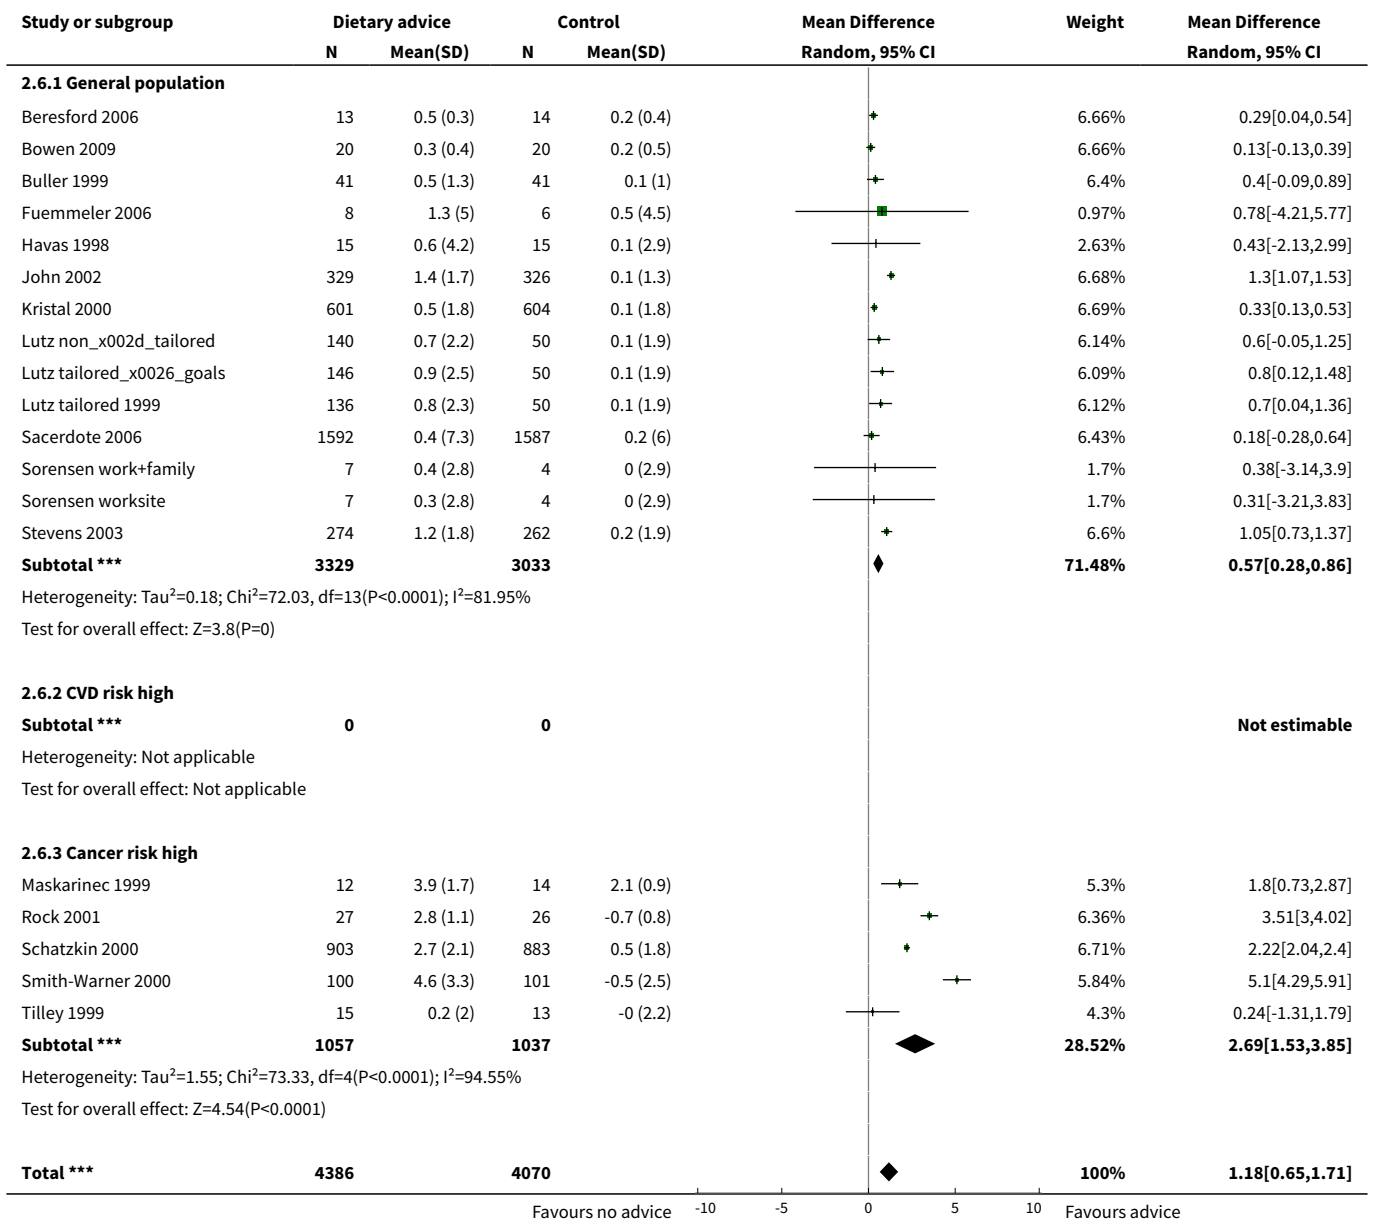 Study or subgroup Dietary advice Control Mean Difference Weight Mean Difference
N Mean(SD) N Mean(SD) Random, 95% CI Random, 95% CI
2.6.1 General population
Beresford 2006 13 0.5 (0.3) 14 0.2 (0.4) 6.66% 0.29[0.04,0.54]
Bowen 2009 20 0.3 (0.4) 20 0.2 (0.5) 6.66% 0.13[-0.13,0.39]
Buller 1999 41 0.5 (1.3) 41 0.1 (1) 6.4% 0.4[-0.09,0.89]
Fuemmeler 2006 8 1.3 (5) 6 0.5 (4.5) 0.97% 0.78[-4.21,5.77]
Havas 1998 15 0.6 (4.2) 15 0.1 (2.9) 2.63% 0.43[-2.13,2.99]
John 2002 329 1.4 (1.7) 326 0.1 (1.3) 6.68% 1.3[1.07,1.53]
Kristal 2000 601 0.5 (1.8) 604 0.1 (1.8) 6.69% 0.33[0.13,0.53]
Lutz non_x002d_tailored 140 0.7 (2.2) 50 0.1 (1.9) 6.14% 0.6[-0.05,1.25]
Lutz tailored_x0026_goals 146 0.9 (2.5) 50 0.1 (1.9) 6.09% 0.8[0.12,1.48]
Lutz tailored 1999 136 0.8 (2.3) 50 0.1 (1.9) 6.12% 0.7[0.04,1.36]
Sacerdote 2006 1592 0.4 (7.3) 1587 0.2 (6) 6.43% 0.18[-0.28,0.64]
Sorensen work+family 7 0.4 (2.8) 4 0 (2.9) 1.7% 0.38[-3.14,3.9]
Sorensen worksite 7 0.3 (2.8) 4 0 (2.9) 1.7% 0.31[-3.21,3.83]
Stevens 2003 274 1.2 (1.8) 262 0.2 (1.9) 6.6% 1.05[0.73,1.37]
Subtotal *** 3329 3033 71.48% 0.57[0.28,0.86]
Heterogeneity: Tau²=0.18; Chi²=72.03, df=13(P<0.0001); I²=81.95%
Test for overall effect: Z=3.8(P=0)
2.6.2 CVD risk high
Subtotal *** 0 0 Not estimable
Heterogeneity: Not applicable
Test for overall effect: Not applicable
2.6.3 Cancer risk high
Maskarinec 1999 12 3.9 (1.7) 14 2.1 (0.9) 5.3% 1.8[0.73,2.87]
Rock 2001 27 2.8 (1.1) 26 -0.7 (0.8) 6.36% 3.51[3,4.02]
Schatzkin 2000 903 2.7 (2.1) 883 0.5 (1.8) 6.71% 2.22[2.04,2.4]
Smith-Warner 2000 100 4.6 (3.3) 101 -0.5 (2.5) 5.84% 5.1[4.29,5.91]
Tilley 1999 15 0.2 (2) 13 -0 (2.2) 4.3% 0.24[-1.31,1.79]
Subtotal *** 1057 1037 28.52% 2.69[1.53,3.85]
Heterogeneity: Tau²=1.55; Chi²=73.33, df=4(P<0.0001); I²=94.55%
Test for overall effect: Z=4.54(P<0.0001)
Total *** 4386 4070 100% 1.18[0.65,1.71]
Favours no advice -10 -5 0 5 10 Favours advice